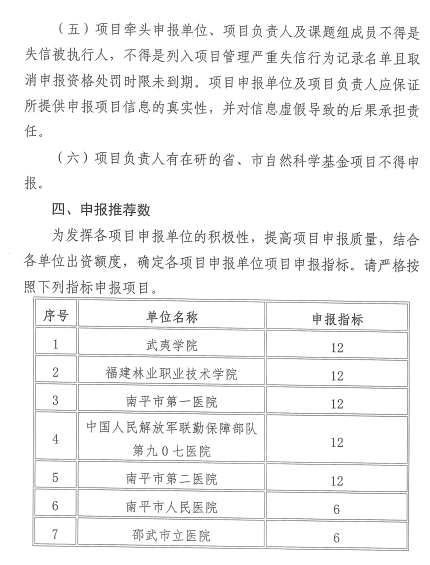 （五）项目牵头申报单位、项目负责人及课题组成员不得是
失信被执行人，不得是列入项目管理严重失信行为记录名单且取
消申报资格处罚时限未到期。项目申报单位及项目负责人应保证
所提供申报项目信息的真实性，并对信息虚假导致的后果承担责
任。
（六）项目负责人有在研的省、市自然科学基金项目不得申
报。
四、申报推荐数
为发挥各项目申报单位的积极性，提高项目申报质量，结合
各单位出资额度，确定各项目申报单位项目申报指标。请严格按
照下列指标申报项目。
序号 单位名称 申报指标
1 武夷学院 12
2 福建林业职业技术学院 12
3 南平市第一医院 12
4 中国人民解放军联勤保障部队
第九０七医院 12
5 南平市第二医院 12
6 南平市人民医院 6
7 邵武市立医院 6